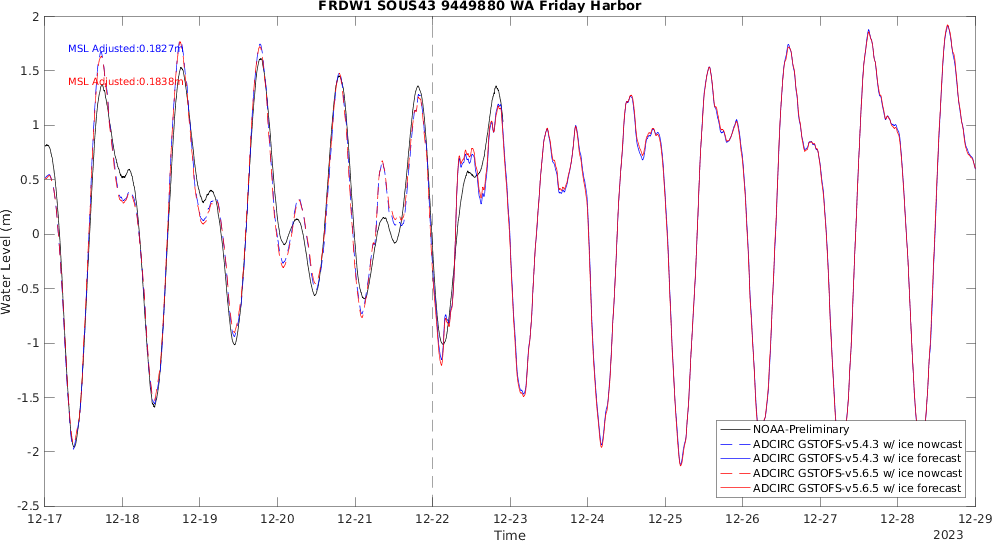 FRDW1 SOUS43 9449880 WA Friday Harbor
2
1.5
1
0.5
0
-0.5
-1
-1.5
-2
-2.5
Water Level (m)
MSL Adjusted:0.1827m
MSL Adjusted:0.1838m
NOAA-Preliminary
ADCIRC GSTOFS-v5.4.3 w/ ice nowcast
ADCIRC GSTOFS-v5.4.3 w/ ice forecast
ADCIRC GSTOFS-v5.6.5 w/ ice nowcast
ADCIRC GSTOFS-v5.6.5 w/ ice forecast
12-17 12-18 12-19 12-20 12-21 12-22 12-23 12-24 12-25 12-26 12-27 12-28 12-29
Time
2023